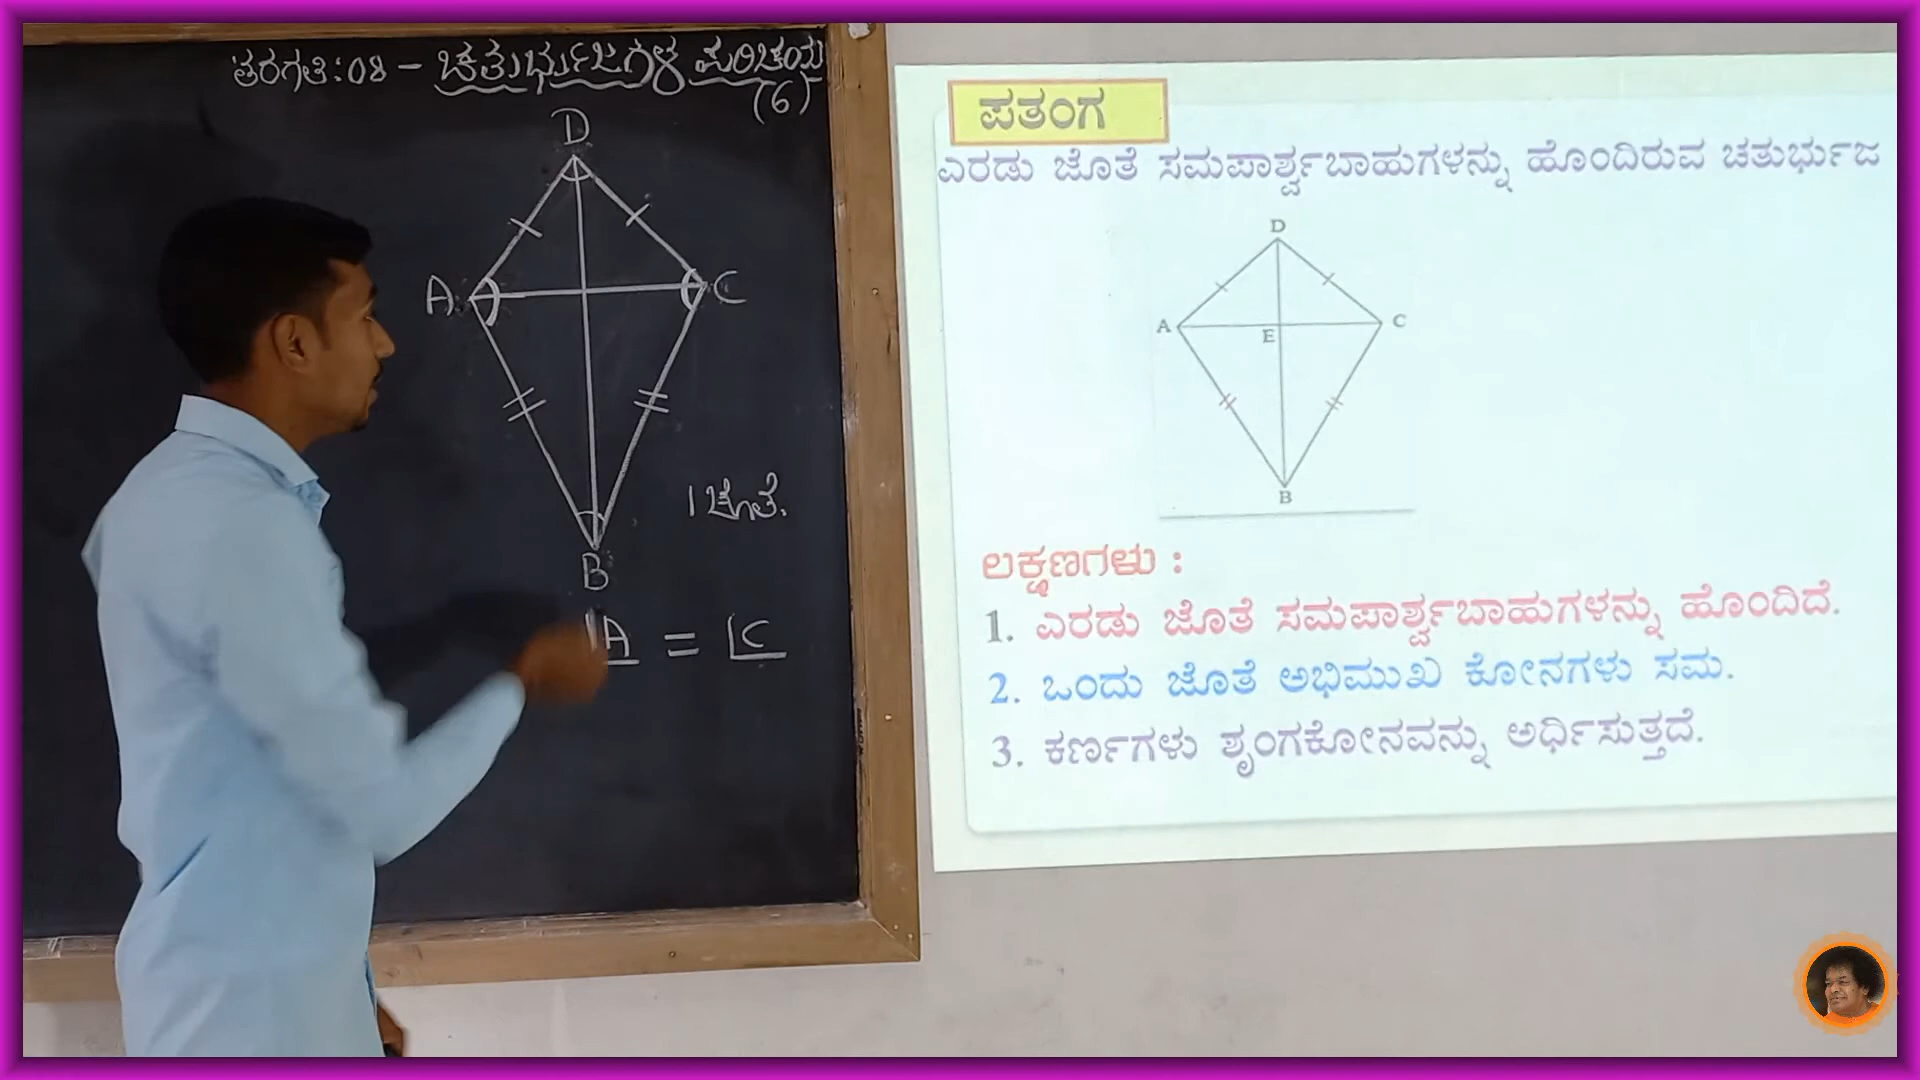 ತರಗತಿ:08 – ಚತುರ್ಭುಜಗಳ ಪರಿಚಯ
(6)
D
A
C
1 ಜೊತೆ.
B
A = C
ಪತಂಗ
ಎರಡು ಜೊತೆ ಸಮಪಾರ್ಶ್ವಬಾಹುಗಳನ್ನು ಹೊಂದಿರುವ ಚತುರ್ಭುಜ
D
A
E
C
B
ಲಕ್ಷಣಗಳು :
1. ಎರಡು ಜೊತೆ ಸಮಪಾರ್ಶ್ವಬಾಹುಗಳನ್ನು ಹೊಂದಿದೆ.
2. ಒಂದು ಜೊತೆ ಅಭಿಮುಖ ಕೋನಗಳು ಸಮ.
3. ಕರ್ಣಗಳು ಶೃಂಗಕೋನವನ್ನು ಅರ್ಧಿಸುತ್ತದೆ.